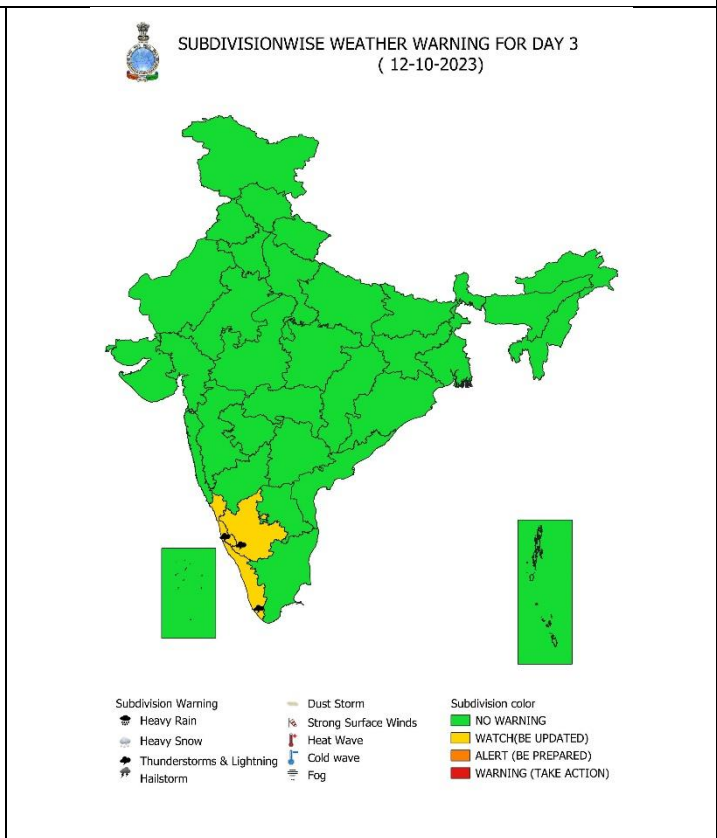 SUBDIVISIONWISE WEATHER WARNING FOR DAY 3
( 12-10-2023)
Subdivision Warning
Heavy Rain
Heavy Snow
Thunderstorms & Lightning
Hailstorm
Dust Storm
Strong Surface Winds
Heat Wave
Cold wave
Fog
Subdivision color
NO WARNING
WATCH(BE UPDATED)
ALERT (BE PREPARED)
WARNING (TAKE ACTION)